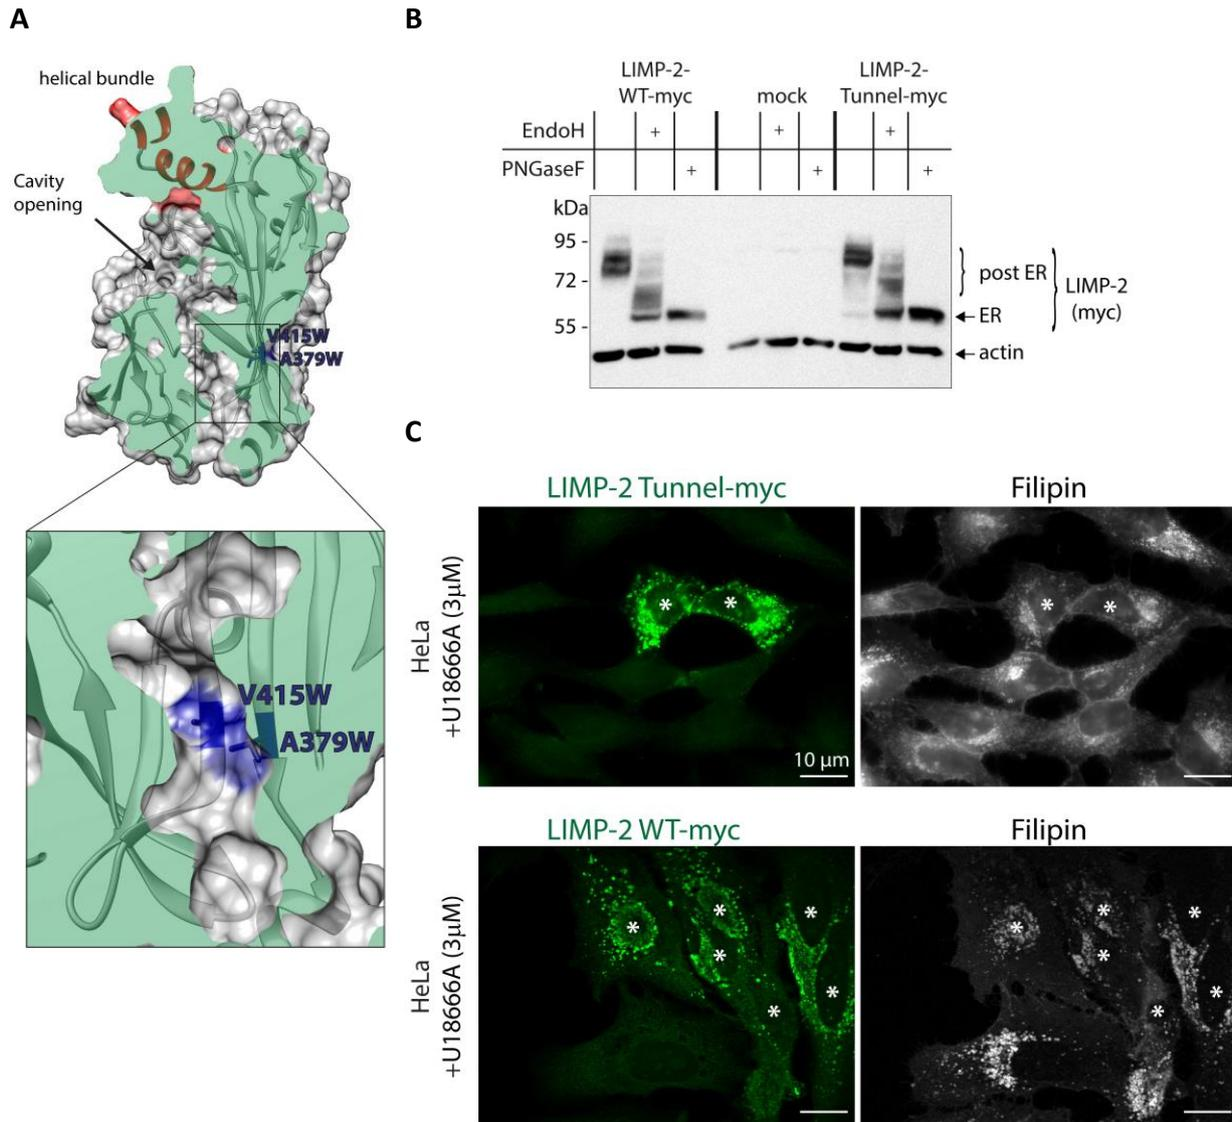 A
helical bundle
Cavity
opening
V415W
A379W
V415W
A379W
B
LIMP-2-
WT-myc
mock
LIMP-2-
Tunnel-myc
EndoH
+
+
+
PNGaseF
+
+
+
kDa
95 -
72 -
55 -
post ER
ER
LIMP-2
(myc)
actin
C
LIMP-2 Tunnel-myc
Filipin
HeLa
+U18666A (3µM)
*
*
*
*
10 µm
LIMP-2 WT-myc
Filipin
HeLa
+U18666A (3µM)
*
*
*
*
*
*
*
*
*
*
*
*